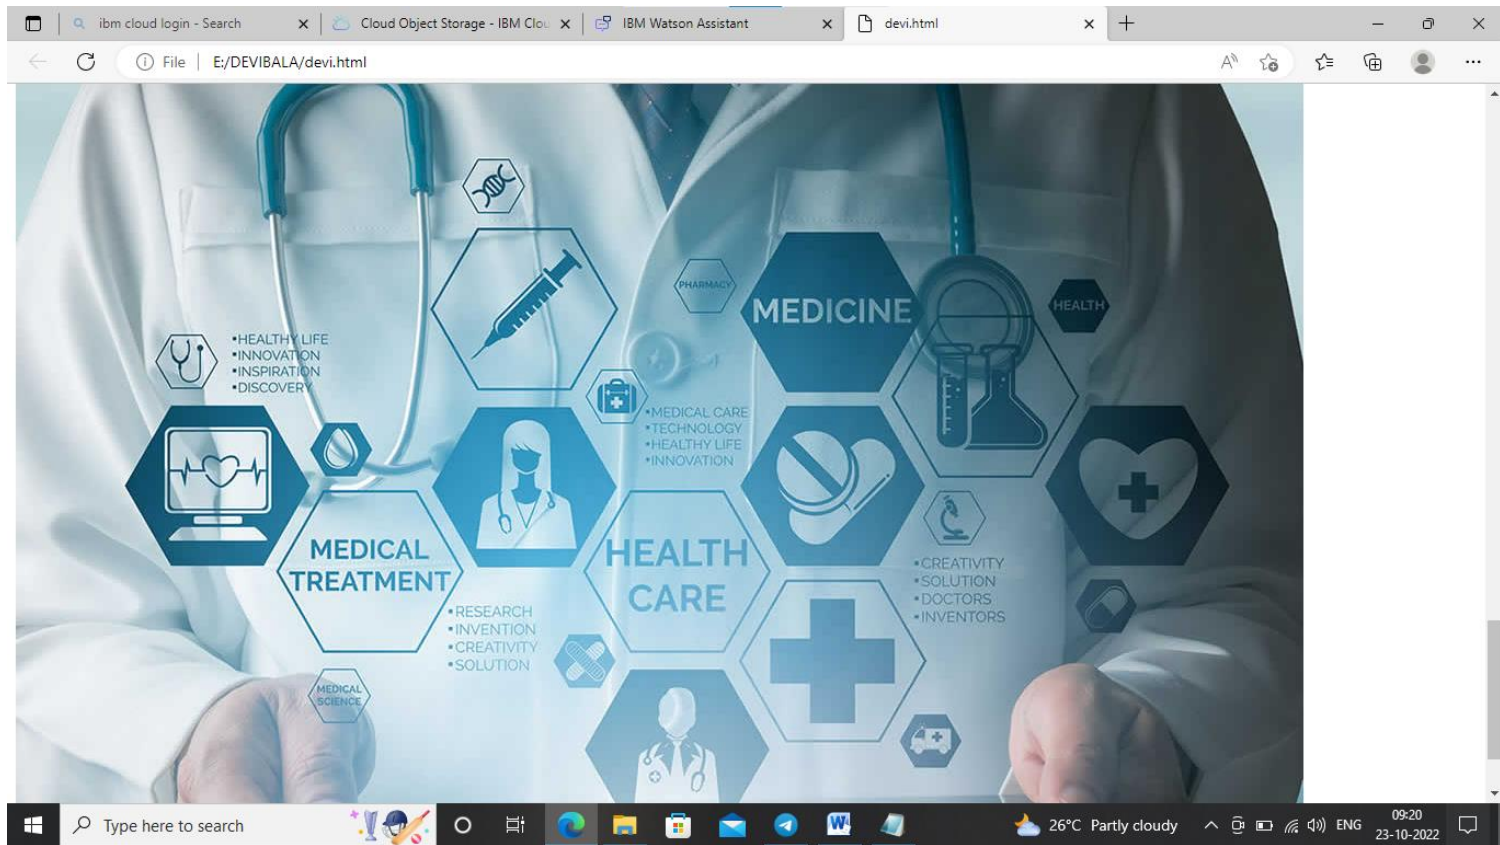 ibm cloud login - Search
Cloud Object Storage - IBM Clou
IBM Watson Assistant
devi.html
File
E:/DEVIBALA/devi.html
PHARMACY
MEDICINE
HEALTH
▪HEALTHY LIFE
▪INNOVATION
▪INSPIRATION
▪DISCOVERY
▪MEDICAL CARE
▪TECHNOLOGY
▪HEALTHY LIFE
▪INNOVATION
MEDICAL
TREATMENT
HEALTH
CARE
▪CREATIVITY
▪SOLUTION
▪DOCTORS
▪INVENTORS
▪RESEARCH
▪INVENTION
▪CREATIVITY
▪SOLUTION
MEDICAL
SCIENCE
Type here to search
26°C Partly cloudy
ENG
09:20
23-10-2022